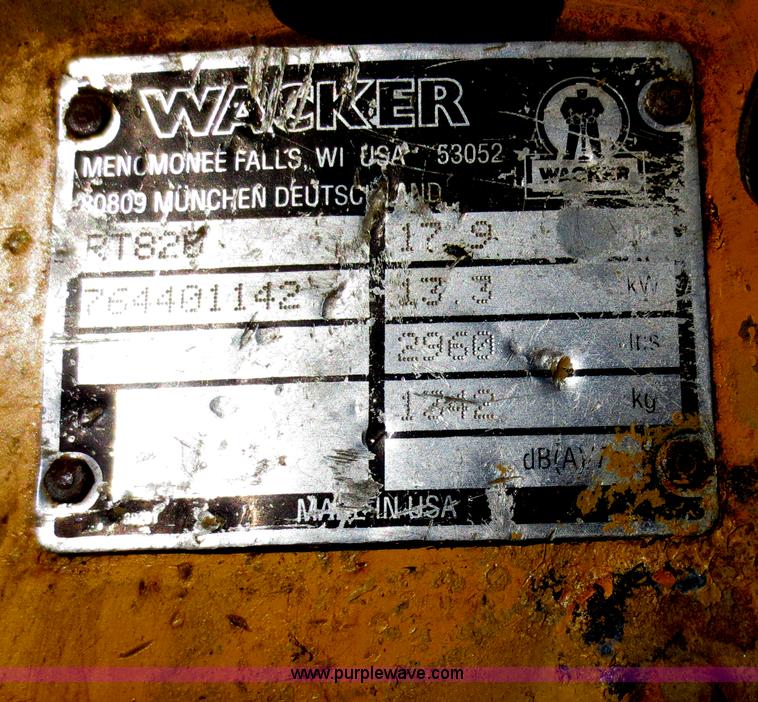 WACKER
MENOMONEE FALLS, WI USA 53052
WACKER
80809 MÜNCHEN DEUTSCHLAND
RT820 17.9
764401142 13.3 kW
2960 lbs
1342 kg
dB(A)/
MADE IN USA
www.purplewave.com